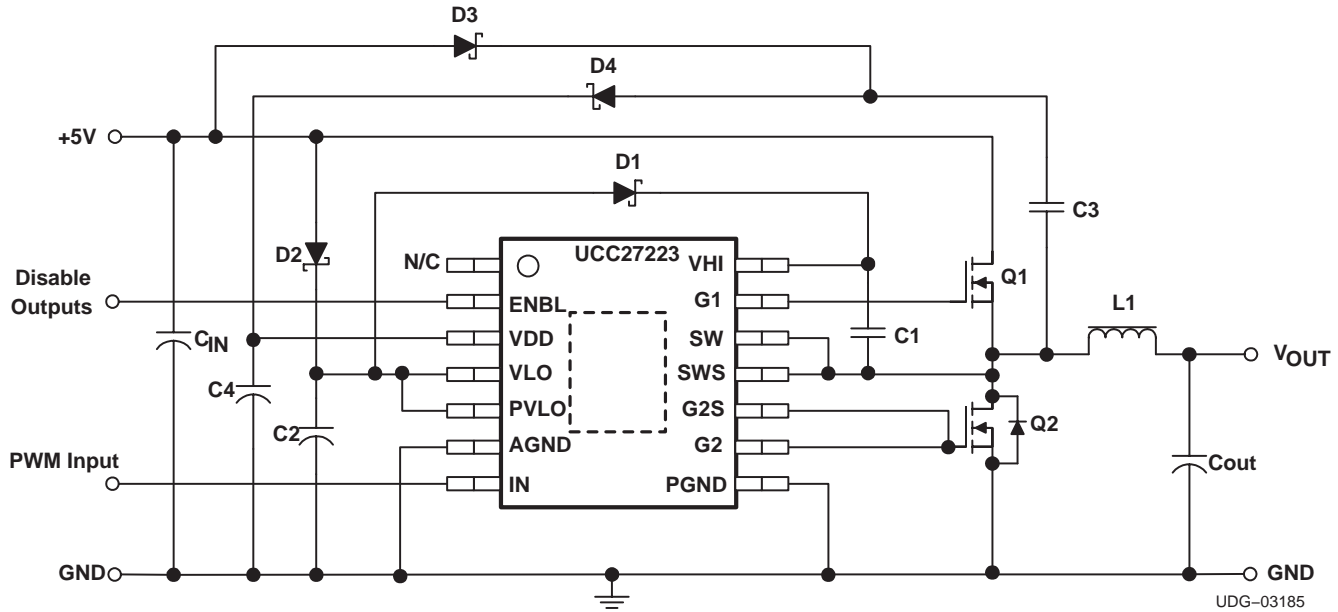 D3
D4
+5V
D1
C3
D2
UCC27223
N/C
VHI
Q1
Disable
Outputs
ENBL
G1
L1
CIN
VDD
SW
C1
VOUT
C4
VLO
SWS
C2
PVLO
G2S
Q2
AGND
G2
Cout
PWM Input
IN
PGND
GND
GND
UDG–03185